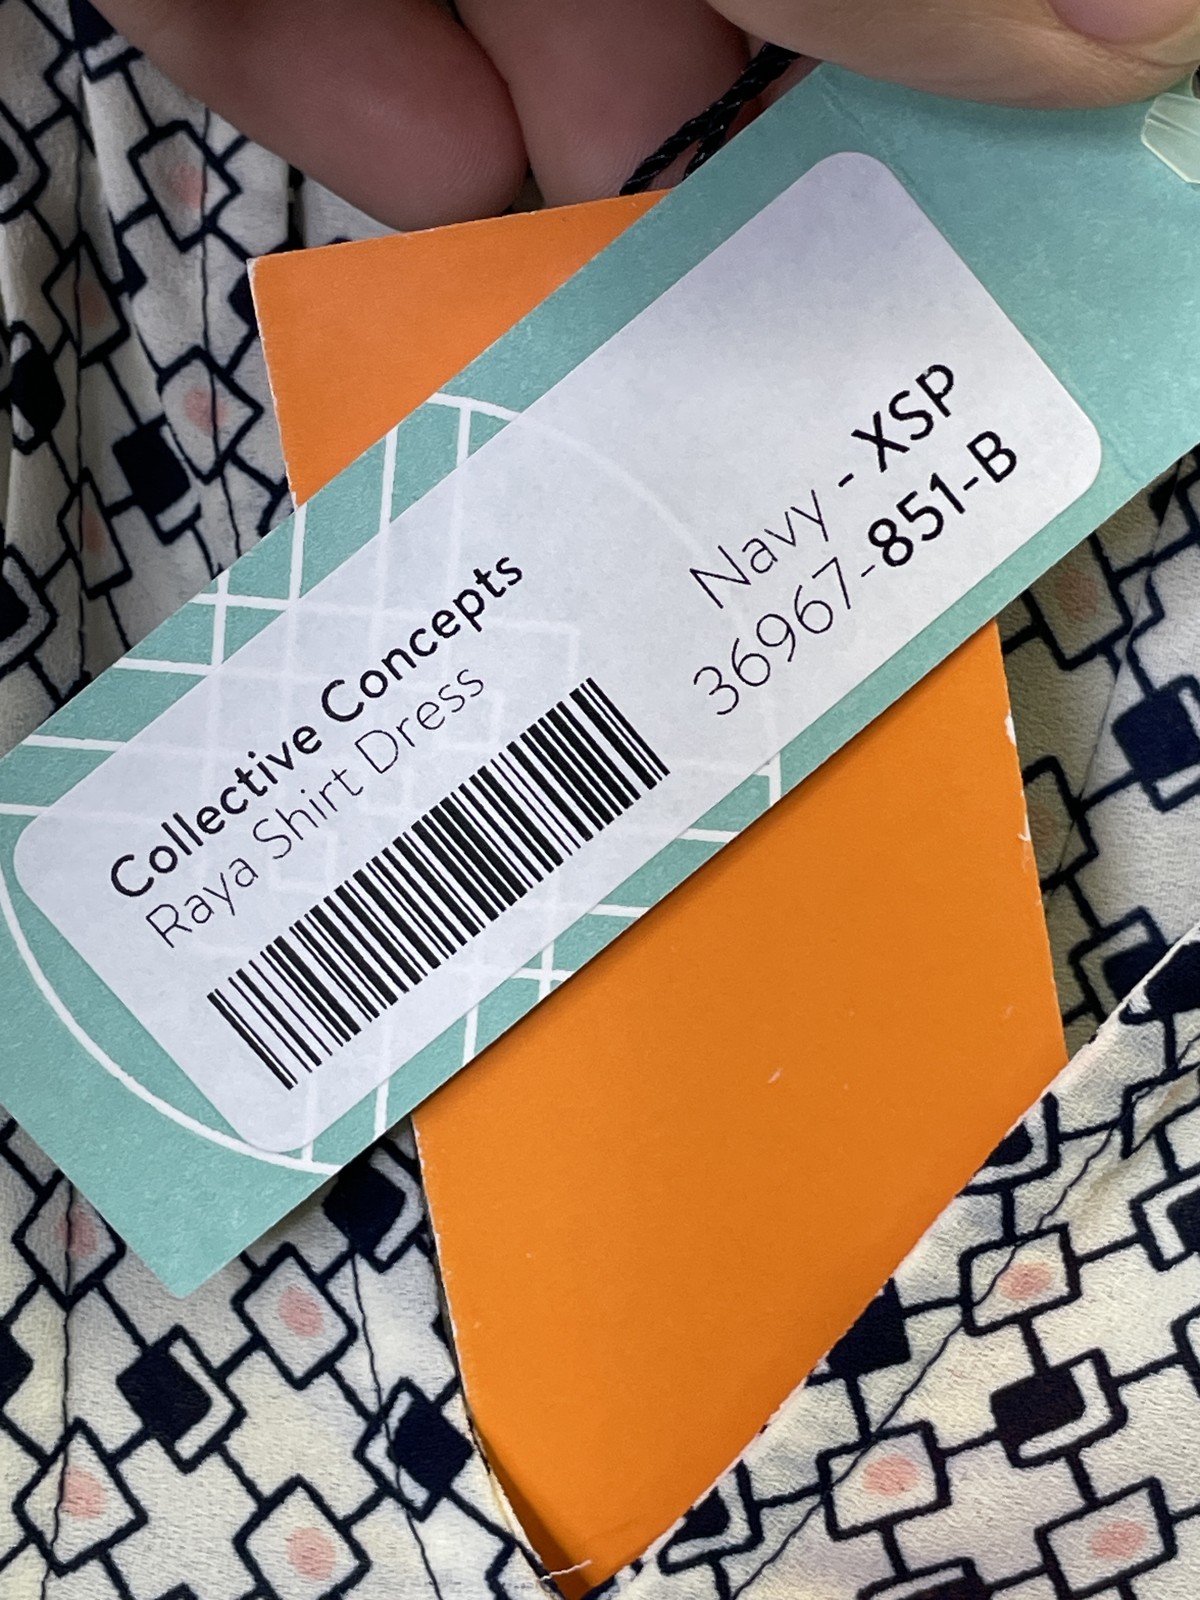 Collective Concepts
Raya Shirt Dress
Navy - XSP
36967-851-B